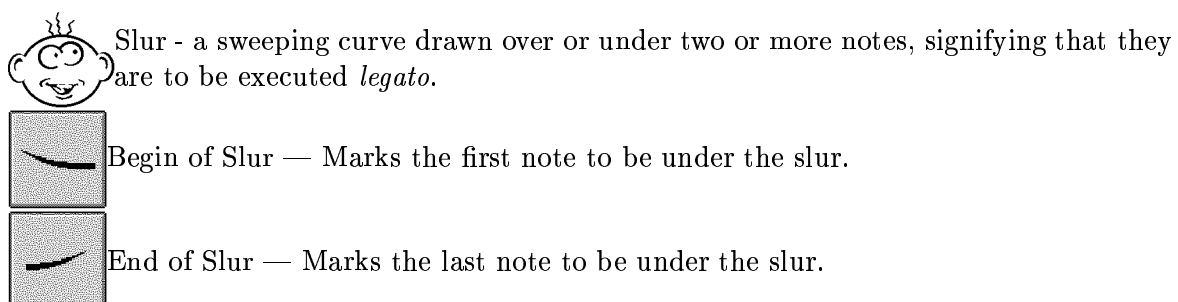 Slur - a sweeping curve drawn over or under two or more notes, signifying that they
are to be executed legato.
Begin of Slur — Marks the first note to be under the slur.
End of Slur — Marks the last note to be under the slur.